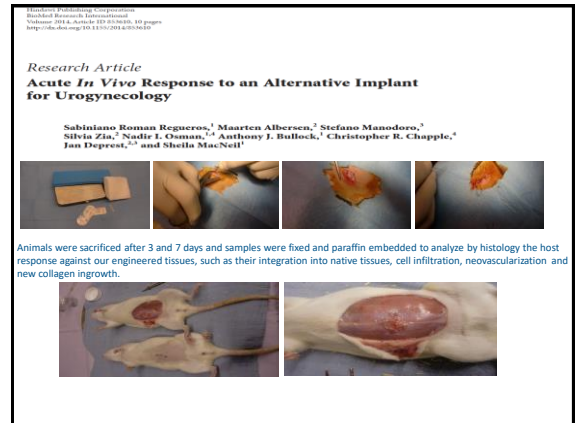 Hindawi Publishing Corporation
BioMed Research International
Volume 2014, Article ID 853610, 10 pages
http://dx.doi.org/10.1155/2014/853610
Research Article
Acute In Vivo Response to an Alternative Implant
for Urogynecology
Sabiniano Roman Regueros,1 Maarten Albersen,2 Stefano Manodoro,3
Silvia Zia,2 Nadir I. Osman,1,4 Anthony J. Bullock,1 Christopher R. Chapple,4
Jan Deprest,2,3 and Sheila MacNeil1
Animals were sacrificed after 3 and 7 days and samples were fixed and paraffin embedded to analyze by histology the host
response against our engineered tissues, such as their integration into native tissues, cell infiltration, neovascularization and
new collagen ingrowth.